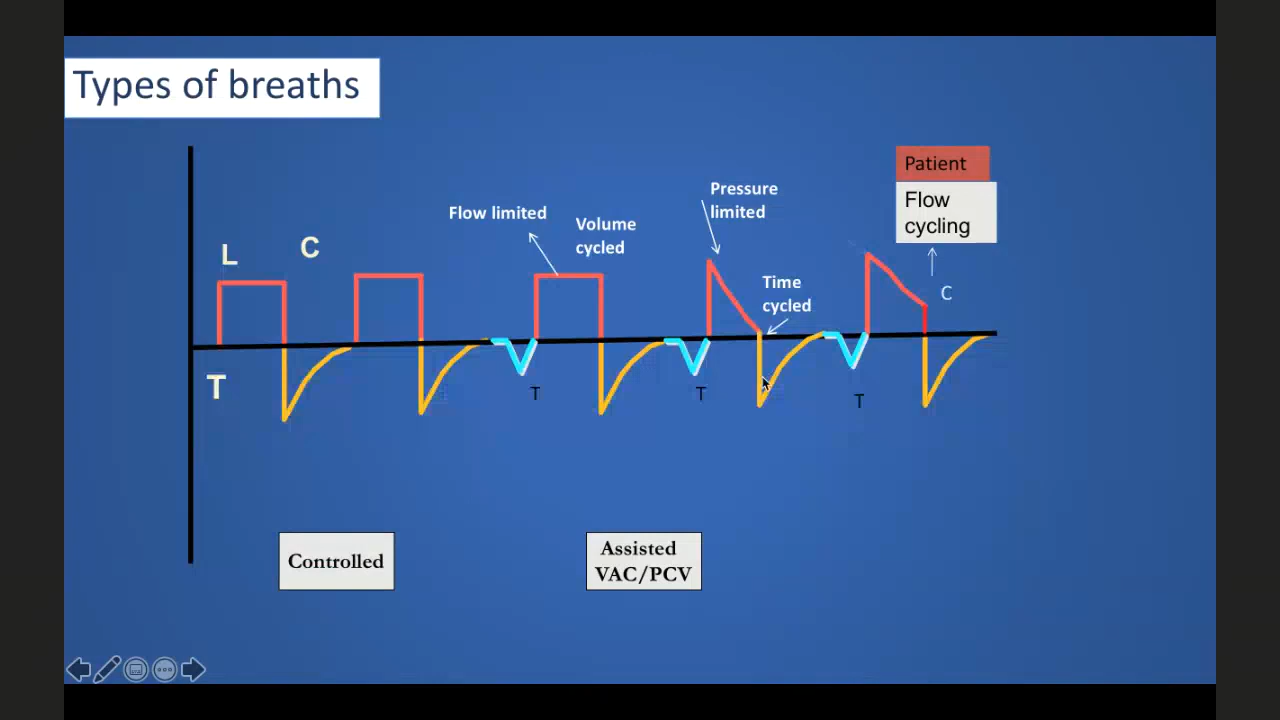 Types of breaths
Patient
Flow
cycling
Pressure
limited
Flow limited
Volume
cycled
L
C
Time
cycled
C
T
T
T
T
Controlled
Assisted
VAC/PCV